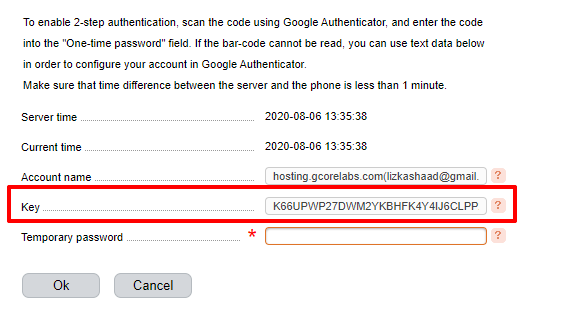 To enable 2-step authentication, scan the code using Google Authenticator, and enter the code
into the "One-time password" field. If the bar-code cannot be read, you can use text data below
in order to configure your account in Google Authenticator.
Make sure that time difference between the server and the phone is less than 1 minute.
Server time 2020-08-06 13:35:38
Current time 2020-08-06 13:35:38
Account name hosting.gcorelabs.com(lizkashaad@gmail. ?
Key K66UPWP27DWM2YKBHFK4Y4IJ6CLPP ?
Temporary password * ?
Ok Cancel